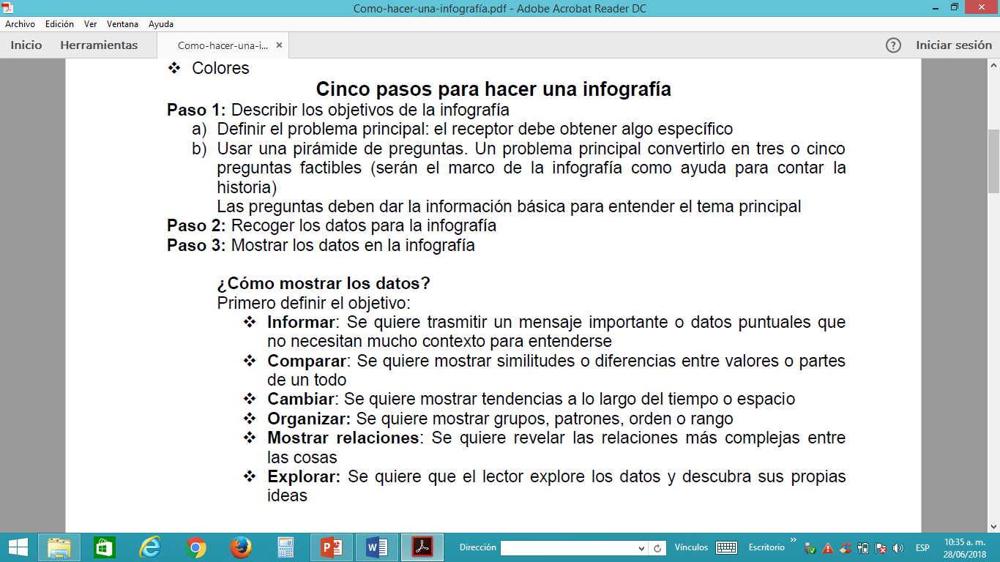 Como-hacer-una-infografía.pdf - Adobe Acrobat Reader DC
Archivo Edición Ver Ventana Ayuda
Inicio Herramientas Como-hacer-una-i... × ? Iniciar sesión
❖ Colores
Cinco pasos para hacer una infografía
Paso 1: Describir los objetivos de la infografía
a) Definir el problema principal: el receptor debe obtener algo específico
b) Usar una pirámide de preguntas. Un problema principal convertirlo en tres o cinco
preguntas factibles (serán el marco de la infografía como ayuda para contar la
historia)
Las preguntas deben dar la información básica para entender el tema principal
Paso 2: Recoger los datos para la infografía
Paso 3: Mostrar los datos en la infografía
¿Cómo mostrar los datos?
Primero definir el objetivo:
❖ Informar: Se quiere trasmitir un mensaje importante o datos puntuales que
no necesitan mucho contexto para entenderse
❖ Comparar: Se quiere mostrar similitudes o diferencias entre valores o partes
de un todo
❖ Cambiar: Se quiere mostrar tendencias a lo largo del tiempo o espacio
❖ Organizar: Se quiere mostrar grupos, patrones, orden o rango
❖ Mostrar relaciones: Se quiere revelar las relaciones más complejas entre
las cosas
❖ Explorar: Se quiere que el lector explore los datos y descubra sus propias
ideas
Dirección Vínculos Escritorio » ESP 10:35 a. m.
28/06/2018